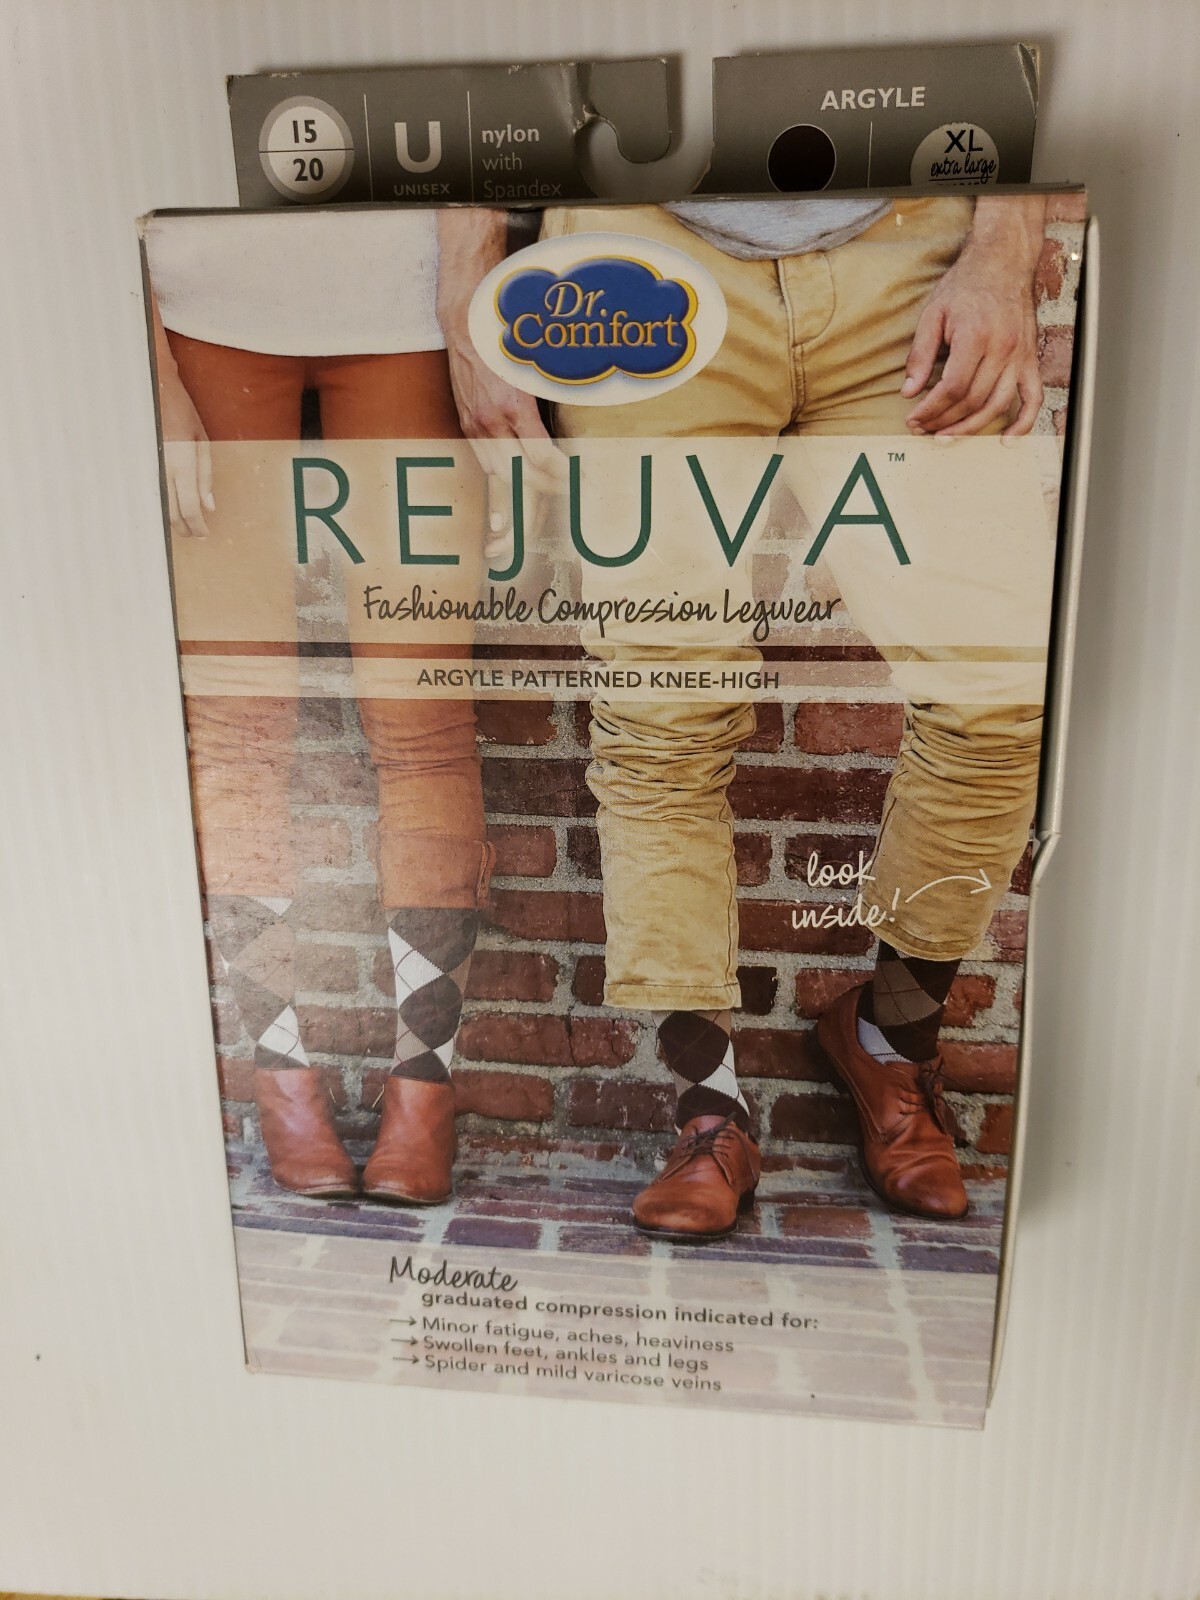 15
20
U
UNISEX
nylon
with
Spandex
ARGYLE
XL
extra large
Dr.
Comfort
REJUVA™
Fashionable Compression Legwear
ARGYLE PATTERNED KNEE-HIGH
look
inside!
Moderate
graduated compression indicated for:
→ Minor fatigue, aches, heaviness
→ Swollen feet, ankles and legs
→ Spider and mild varicose veins